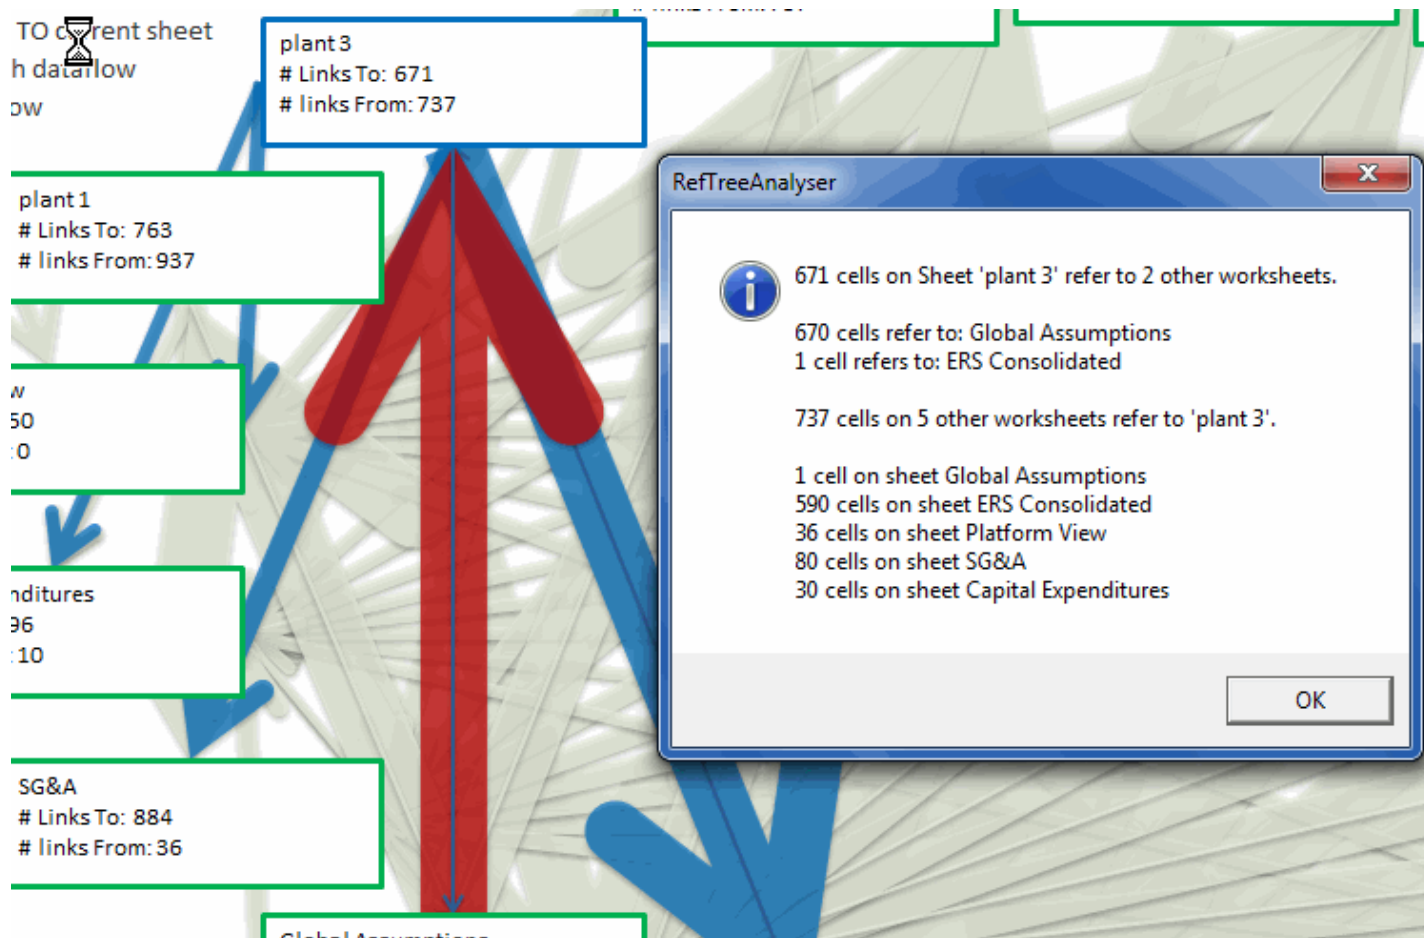 TO current sheet
h dataflow
ow
plant 3
# Links To: 671
# links From: 737
plant 1
# Links To: 763
# links From: 937
w
50
: 0
nditures
96
: 10
SG&A
# Links To: 884
# links From: 36
Global Assumptions
RefTreeAnalyser
671 cells on Sheet 'plant 3' refer to 2 other worksheets.
670 cells refer to: Global Assumptions
1 cell refers to: ERS Consolidated
737 cells on 5 other worksheets refer to 'plant 3'.
1 cell on sheet Global Assumptions
590 cells on sheet ERS Consolidated
36 cells on sheet Platform View
80 cells on sheet SG&A
30 cells on sheet Capital Expenditures
OK